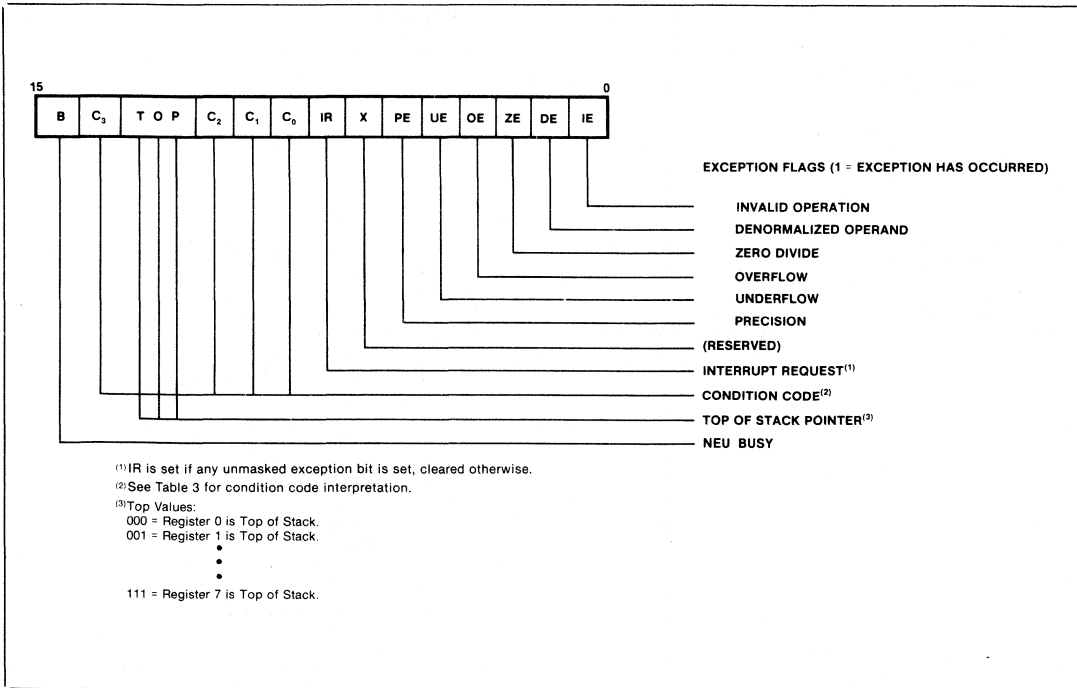 15 0
B C₃ T O P C₂ C₁ C₀ IR X PE UE OE ZE DE IE
EXCEPTION FLAGS (1 = EXCEPTION HAS OCCURRED)
INVALID OPERATION
DENORMALIZED OPERAND
ZERO DIVIDE
OVERFLOW
UNDERFLOW
PRECISION
(RESERVED)
INTERRUPT REQUEST⁽¹⁾
CONDITION CODE⁽²⁾
TOP OF STACK POINTER⁽³⁾
NEU BUSY
⁽¹⁾IR is set if any unmasked exception bit is set, cleared otherwise.
⁽²⁾See Table 3 for condition code interpretation.
⁽³⁾Top Values:
000 = Register 0 is Top of Stack.
001 = Register 1 is Top of Stack.
•
•
•
111 = Register 7 is Top of Stack.